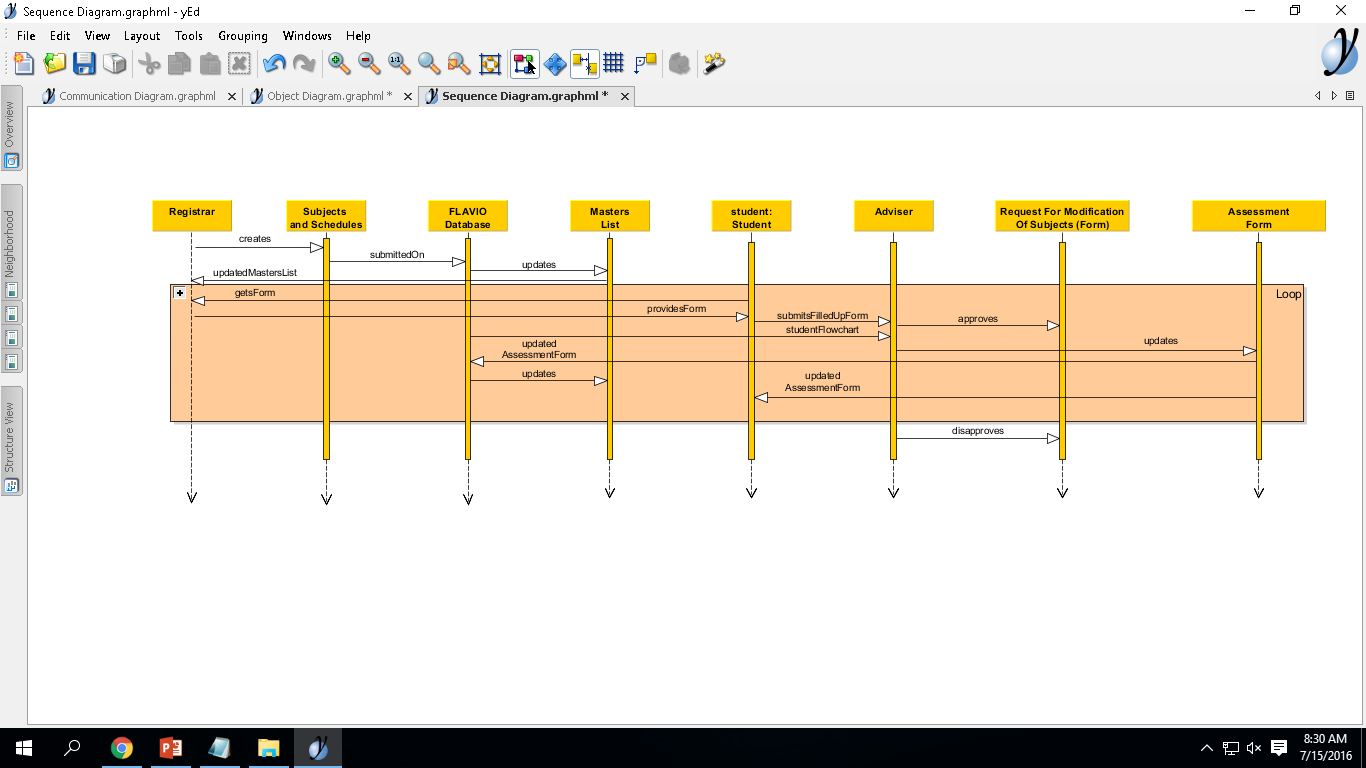 Sequence Diagram.graphml - yEd
File Edit View Layout Tools Grouping Windows Help
1:1
Communication Diagram.graphml
Object Diagram.graphml *
Sequence Diagram.graphml *
Overview
Neighborhood
Structure View
Registrar
Subjects
and Schedules
FLAVIO
Database
Masters
List
student:
Student
Adviser
Request For Modification
Of Subjects (Form)
Assessment
Form
creates
submittedOn
updates
updatedMastersList
Loop
getsForm
providesForm
submitsFilledUpForm
approves
studentFlowchart
updates
updated
AssessmentForm
updates
updated
AssessmentForm
disapproves
8:30 AM
7/15/2016